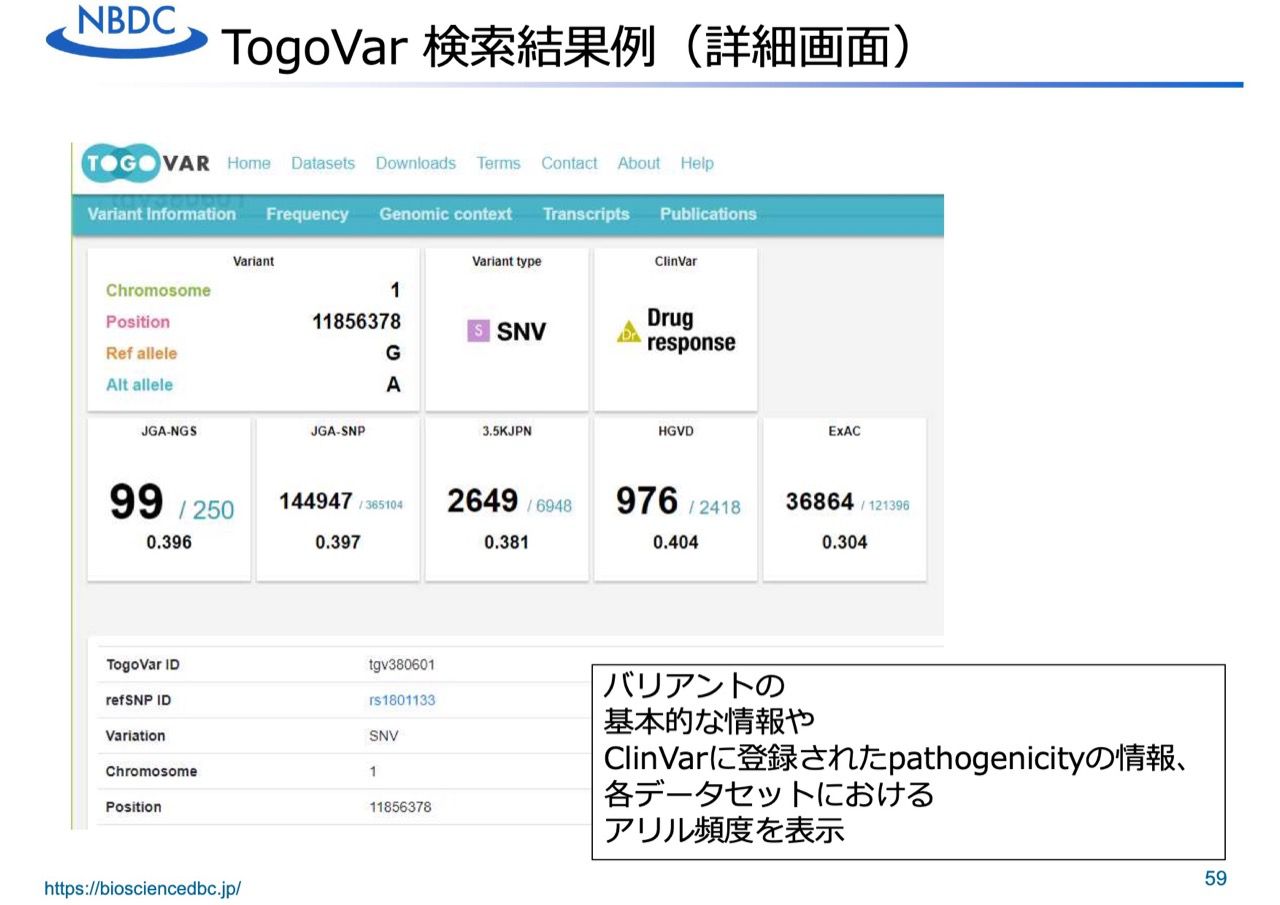 NBDC
TogoVar 検索結果例（詳細画面）
TOGOVAR Home Datasets Downloads Terms Contact About Help
tgv380601
Variant Information Frequency Genomic context Transcripts Publications
Variant
Chromosome 1
Position 11856378
Ref allele G
Alt allele A
Variant type
S SNV
ClinVar
Dr Drug
response
JGA-NGS
99 / 250
0.396
JGA-SNP
144947 / 365104
0.397
3.5KJPN
2649 / 6948
0.381
HGVD
976 / 2418
0.404
ExAC
36864 / 121396
0.304
TogoVar ID tgv380601
refSNP ID rs1801133
Variation SNV
Chromosome 1
Position 11856378
バリアントの
基本的な情報や
ClinVarに登録されたpathogenicityの情報、
各データセットにおける
アリル頻度を表示
https://biosciencedbc.jp/
59